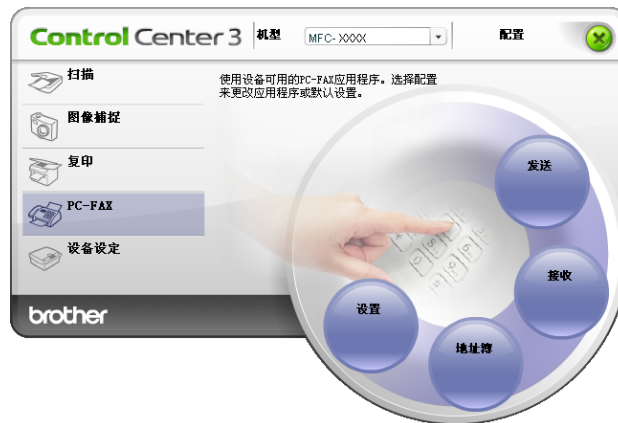 Control Center 3
机型
MFC- XXXX
配置
扫描
图像捕捉
复印
PC-FAX
设备设定
使用设备可用的PC-FAX应用程序。选择配置
来更改应用程序或默认设置。
发送
接收
地址簿
设置
brother